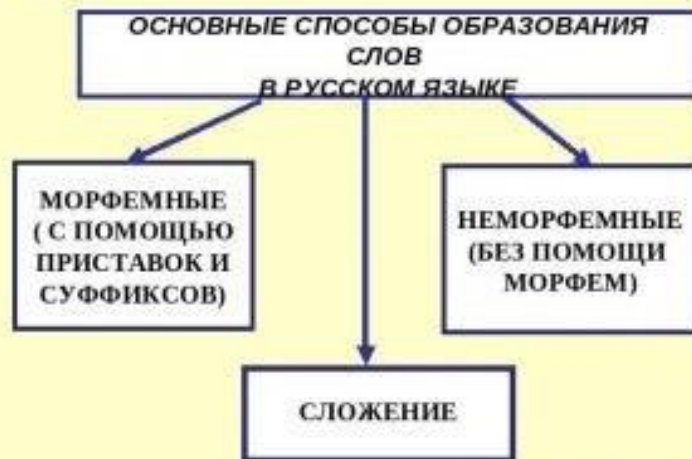 ОСНОВНЫЕ СПОСОБЫ ОБРАЗОВАНИЯ
СЛОВ
В РУССКОМ ЯЗЫКЕ
МОРФЕМНЫЕ
( С ПОМОЩЬЮ
ПРИСТАВОК И
СУФФИКСОВ)
НЕМОРФЕМНЫЕ
(БЕЗ ПОМОЩИ
МОРФЕМ)
СЛОЖЕНИЕ